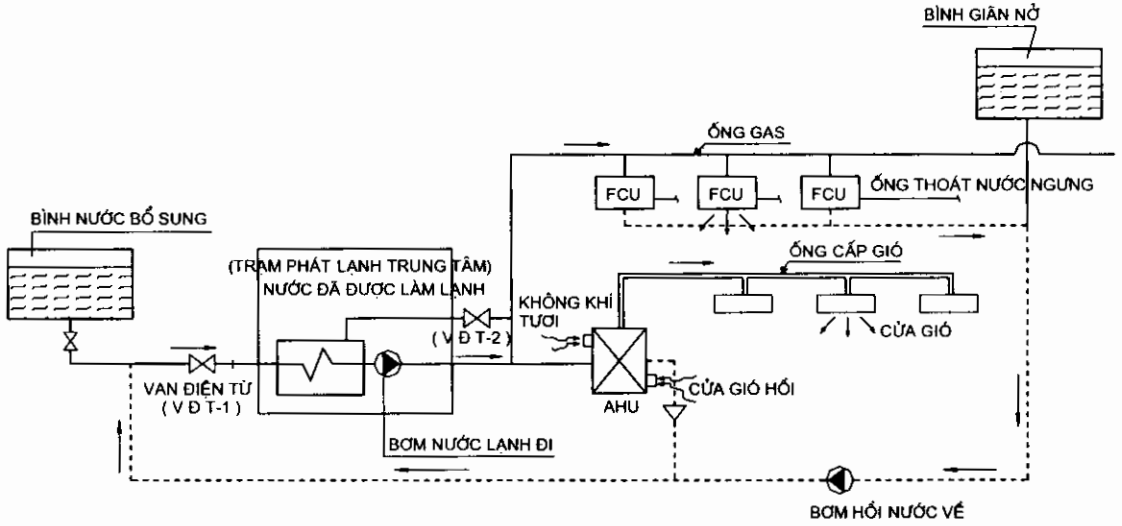 BÌNH GIÃN NỞ
ỐNG GAS
FCU
FCU
FCU
ỐNG THOÁT NƯỚC NGƯNG
BÌNH NƯỚC BỔ SUNG
(TRẠM PHÁT LẠNH TRUNG TÂM)
NƯỚC ĐÃ ĐƯỢC LÀM LẠNH
ỐNG CẤP GIÓ
KHÔNG KHÍ
TƯƠI
( V Đ T-2 )
CỬA GIÓ
VAN ĐIỆN TỪ
( V Đ T-1 )
CỬA GIÓ HỒI
AHU
BƠM NƯỚC LẠNH ĐI
BƠM HỒI NƯỚC VỀ